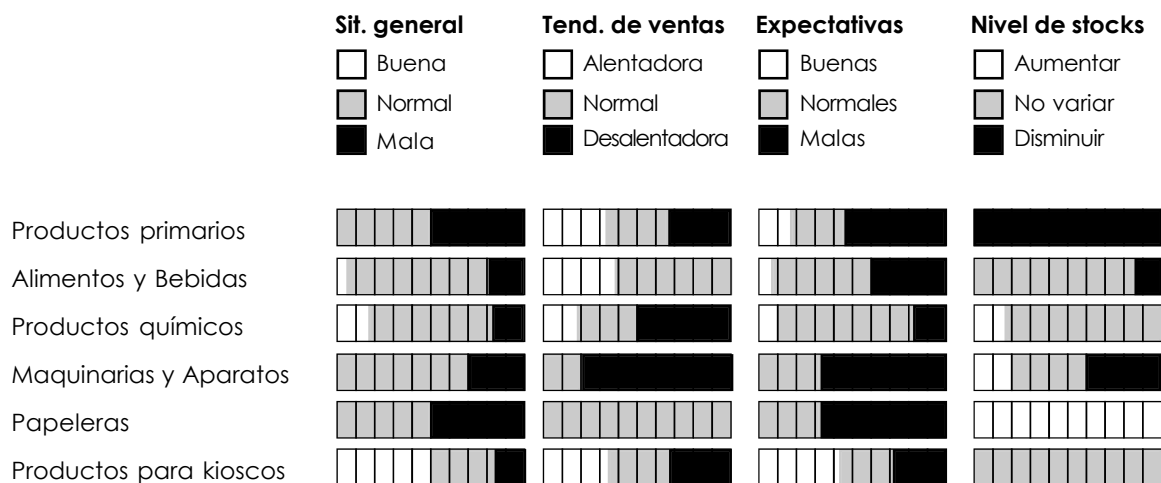 Sit. general Tend. de ventas Expectativas Nivel de stocks
Buena Alentadora Buenas Aumentar
Normal Normal Normales No variar
Mala Desalentadora Malas Disminuir
Productos primarios
Alimentos y Bebidas
Productos químicos
Maquinarias y Aparatos
Papeleras
Productos para kioscos